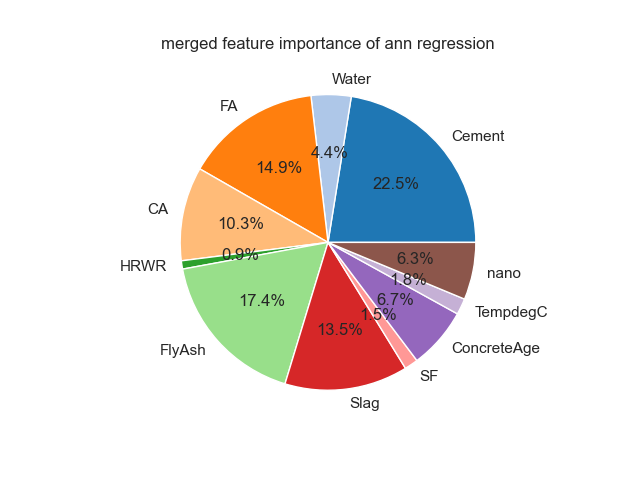 merged feature importance of ann regression
Water
FA
Cement
4.4%
14.9%
22.5%
CA
10.3%
0.9%
6.3%
HRWR
nano
1.8%
17.4%
6.7%
TempdegC
1.5%
13.5%
FlyAsh
ConcreteAge
SF
Slag